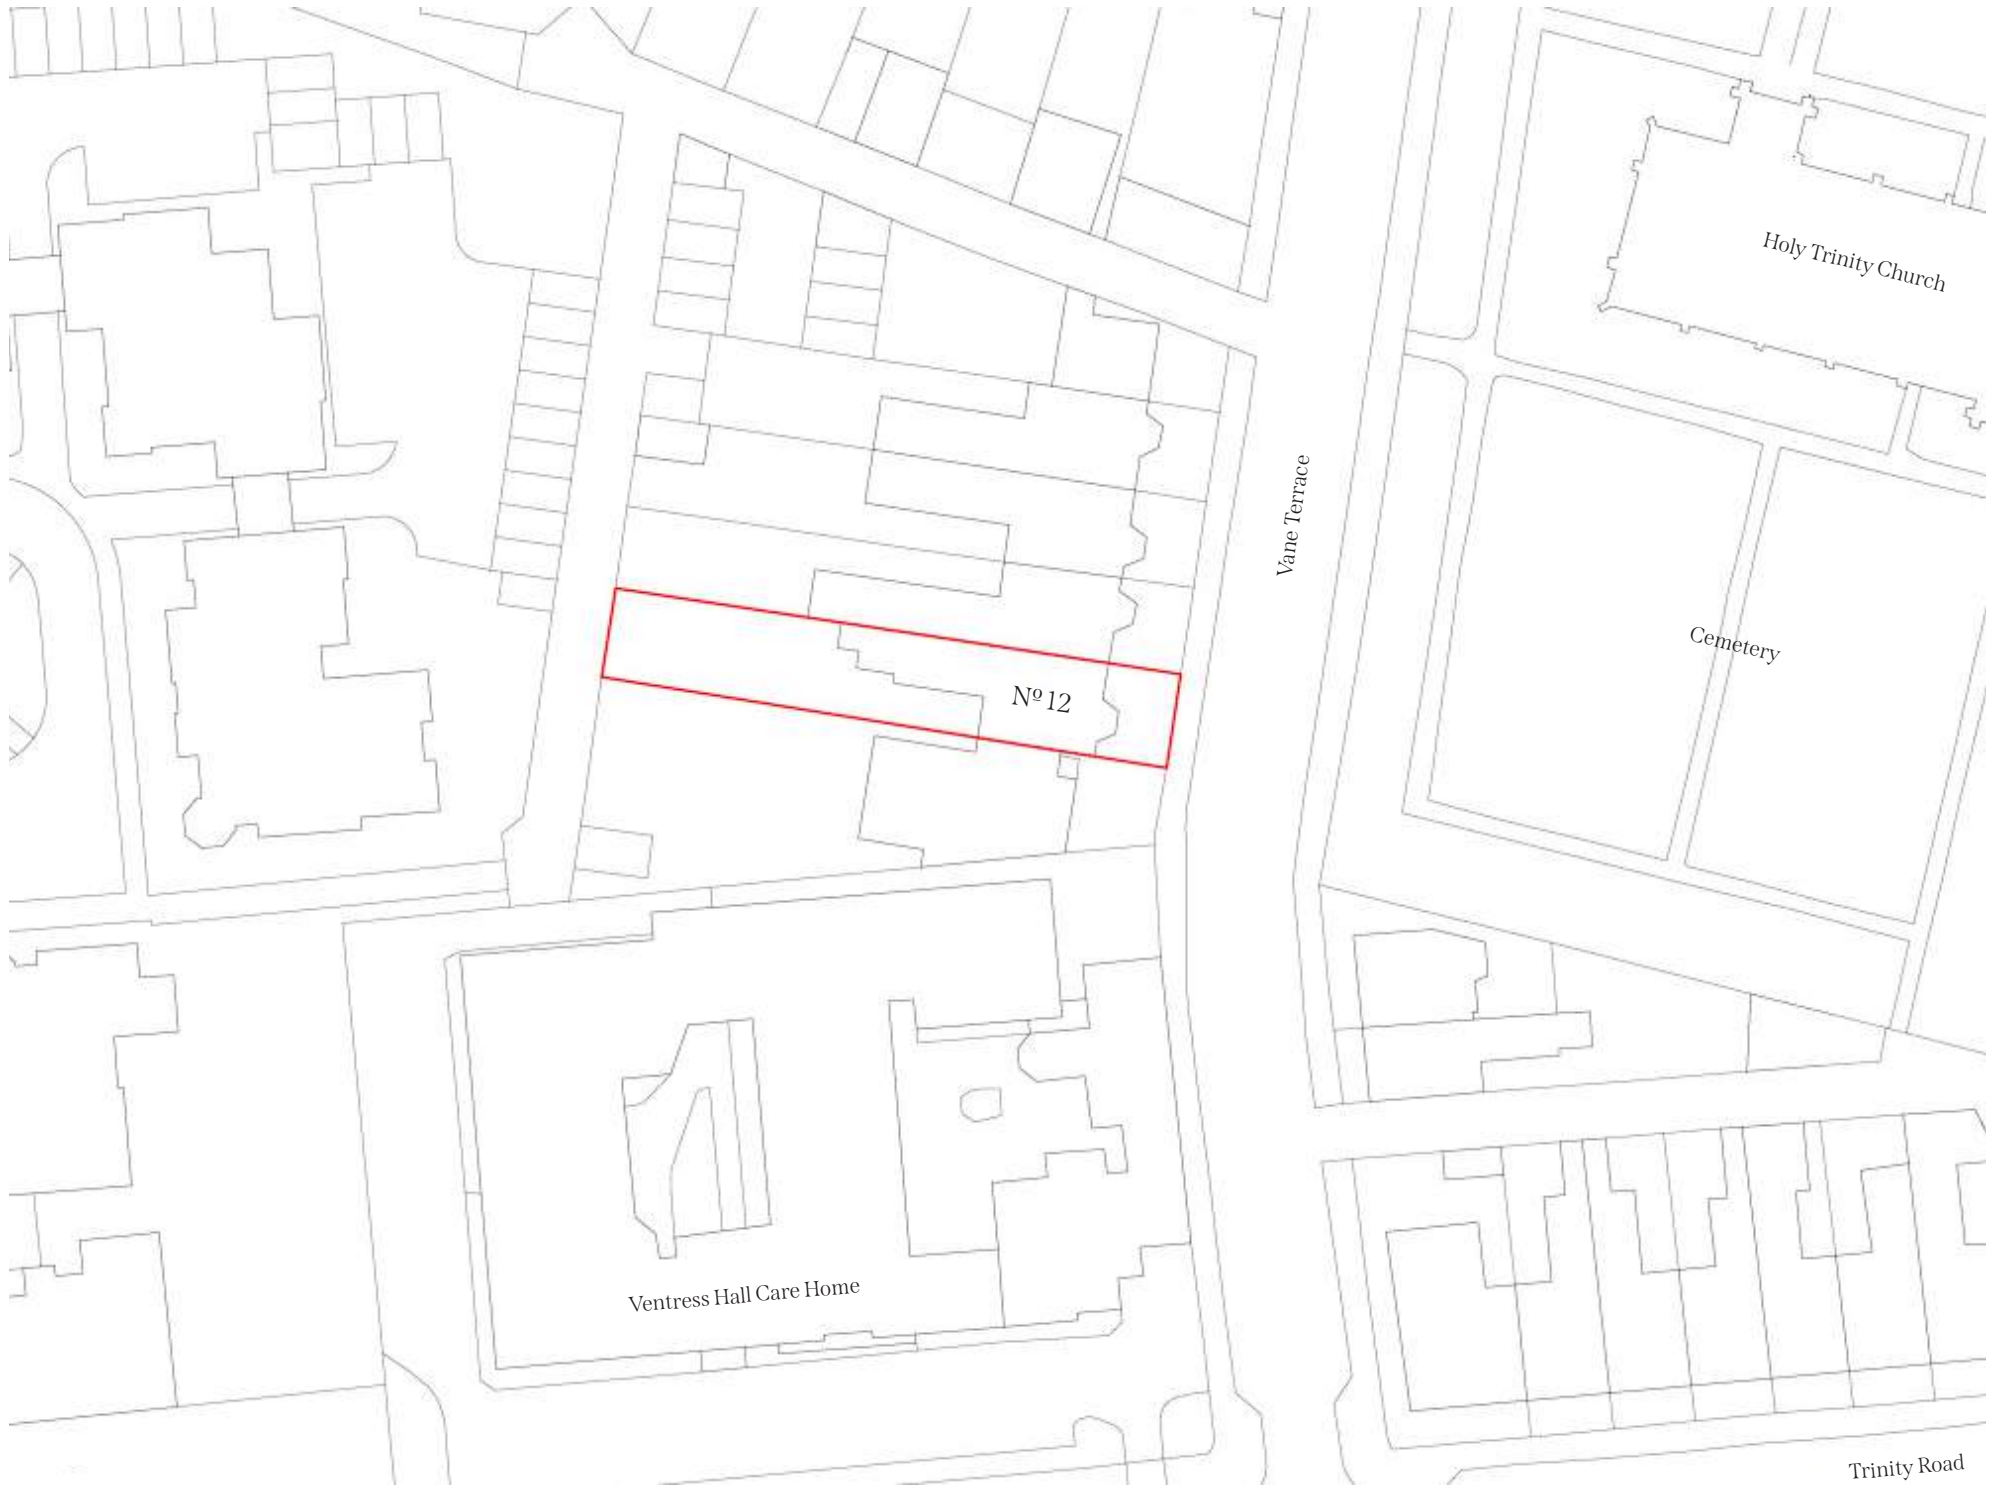 Holy Trinity Church
Vane Terrace
Cemetery
Nº 12
Ventress Hall Care Home
Trinity Road